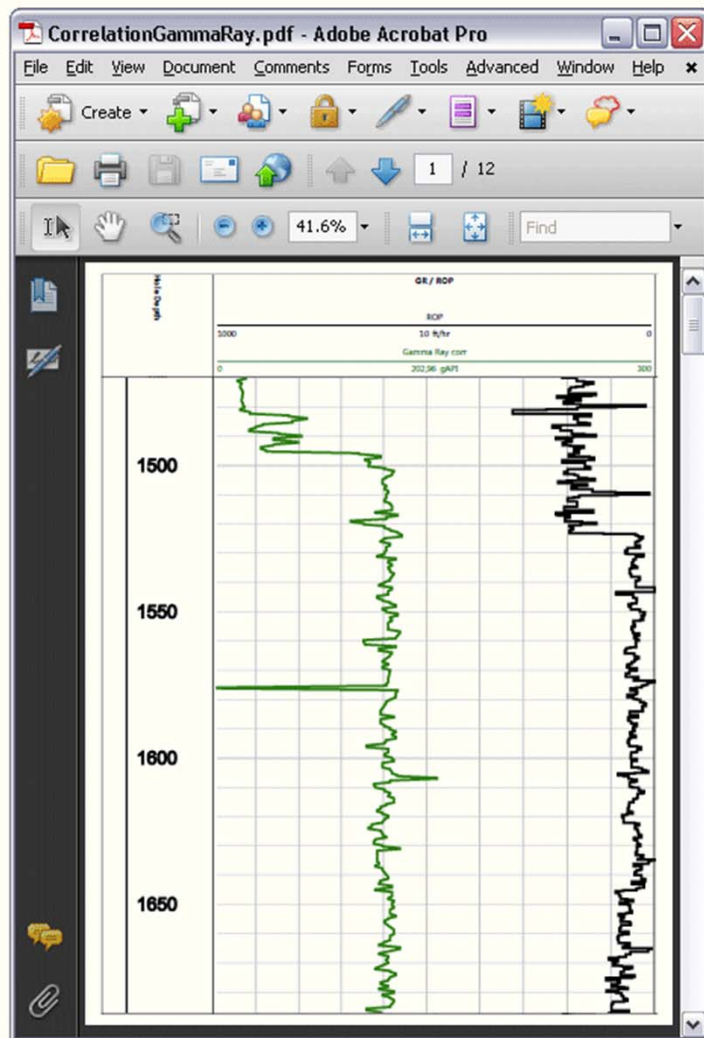 CorrelationGammaRay.pdf - Adobe Acrobat Pro
File Edit View Document Comments Forms Tools Advanced Window Help
Create
1 / 12
41.6% Find
Hole Depth
GR / ROP
ROP
1000 10 ft/hr 0
Gamma Ray corr
0 202,96 gAPI 300
1500
1550
1600
1650